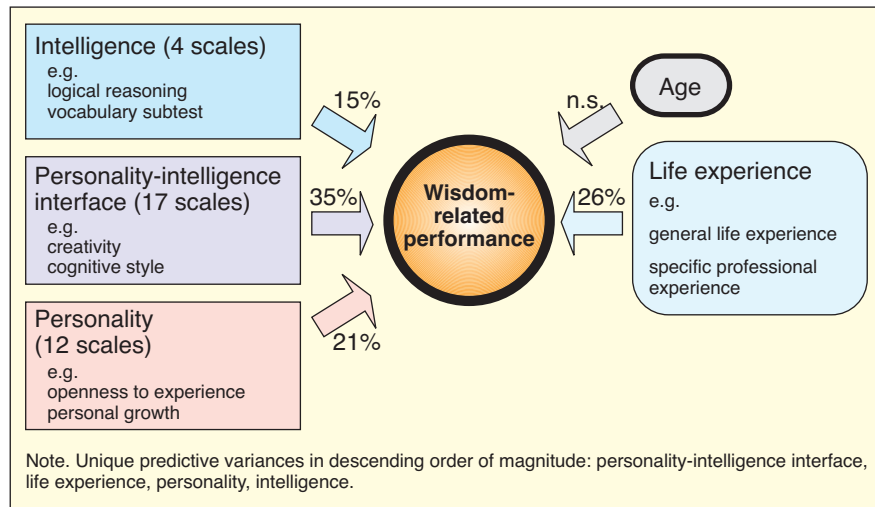 Intelligence (4 scales)
e.g.
logical reasoning
vocabulary subtest
15%
Personality-intelligence
interface (17 scales)
e.g.
creativity
cognitive style
35%
Personality
(12 scales)
e.g.
openness to experience
personal growth
21%
Wisdom-
related
performance
n.s.
Age
26%
Life experience
e.g.
general life experience
specific professional
experience
Note. Unique predictive variances in descending order of magnitude: personality-intelligence interface,
life experience, personality, intelligence.